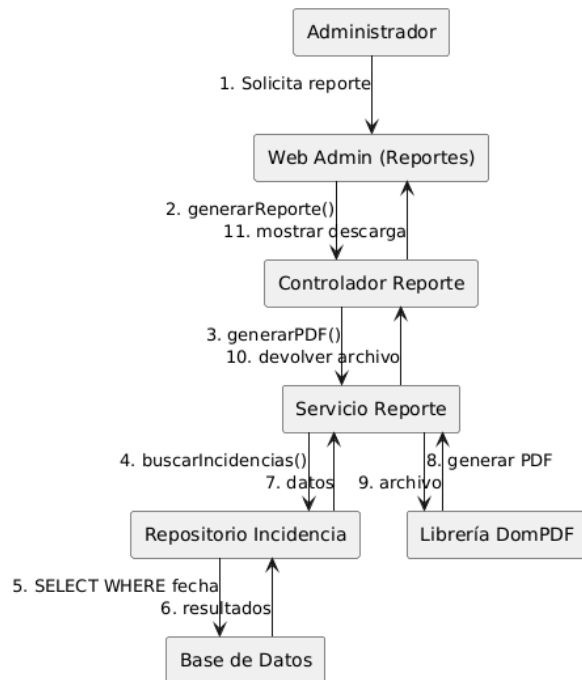 Administrador
1. Solicita reporte
Web Admin (Reportes)
2. generarReporte()
11. mostrar descarga
Controlador Reporte
3. generarPDF()
10. devolver archivo
Servicio Reporte
4. buscarIncidencias()
7. datos
8. generar PDF
9. archivo
Repositorio Incidencia
Librería DomPDF
5. SELECT WHERE fecha
6. resultados
Base de Datos